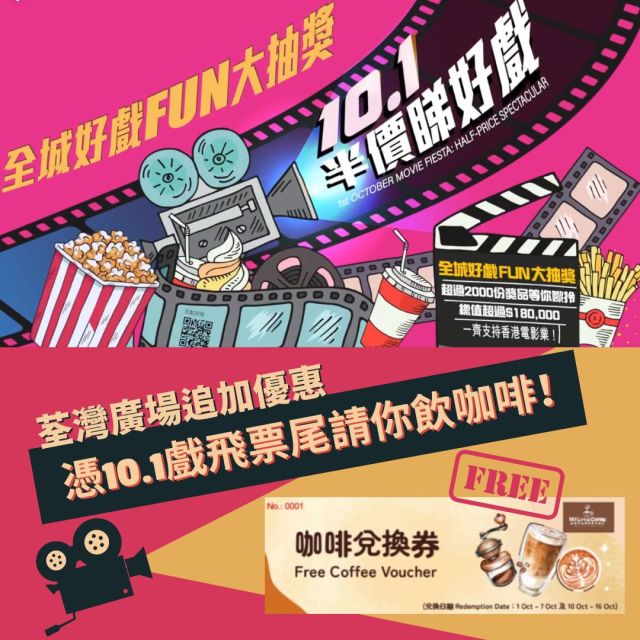 全城好戲FUN大抽獎
10.1
半價睇好戲
1st OCTOBER MOVIE FIESTA: HALF-PRICE SPECTACULAR
全城好戲FUN大抽獎
超過2000份獎品等你嚟拎
總值超過$180,000
一齊支持香港電影業!
荃灣廣場追加優惠
憑10.1戲飛票尾請你飲咖啡!
FREE
No.: 0001
咖啡兌換券
Free Coffee Voucher
(兌換日期 Redemption Date：1 Oct - 7 Oct 及 10 Oct - 16 Oct)